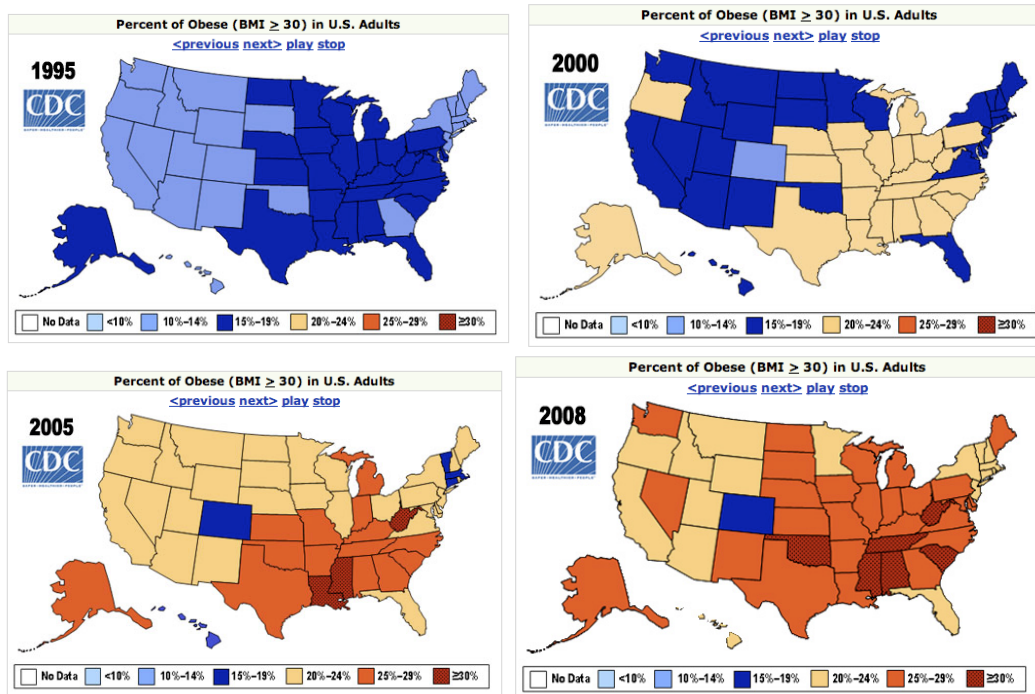 Percent of Obese (BMI ≥ 30) in U.S. Adults
<previous next> play stop
1995
CDC
No Data <10% 10%–14% 15%–19% 20%–24% 25%–29% ≥30%
Percent of Obese (BMI ≥ 30) in U.S. Adults
<previous next> play stop
2000
CDC
No Data <10% 10%–14% 15%–19% 20%–24% 25%–29% ≥30%
Percent of Obese (BMI ≥ 30) in U.S. Adults
<previous next> play stop
2005
CDC
No Data <10% 10%–14% 15%–19% 20%–24% 25%–29% ≥30%
Percent of Obese (BMI ≥ 30) in U.S. Adults
<previous next> play stop
2008
CDC
No Data <10% 10%–14% 15%–19% 20%–24% 25%–29% ≥30%